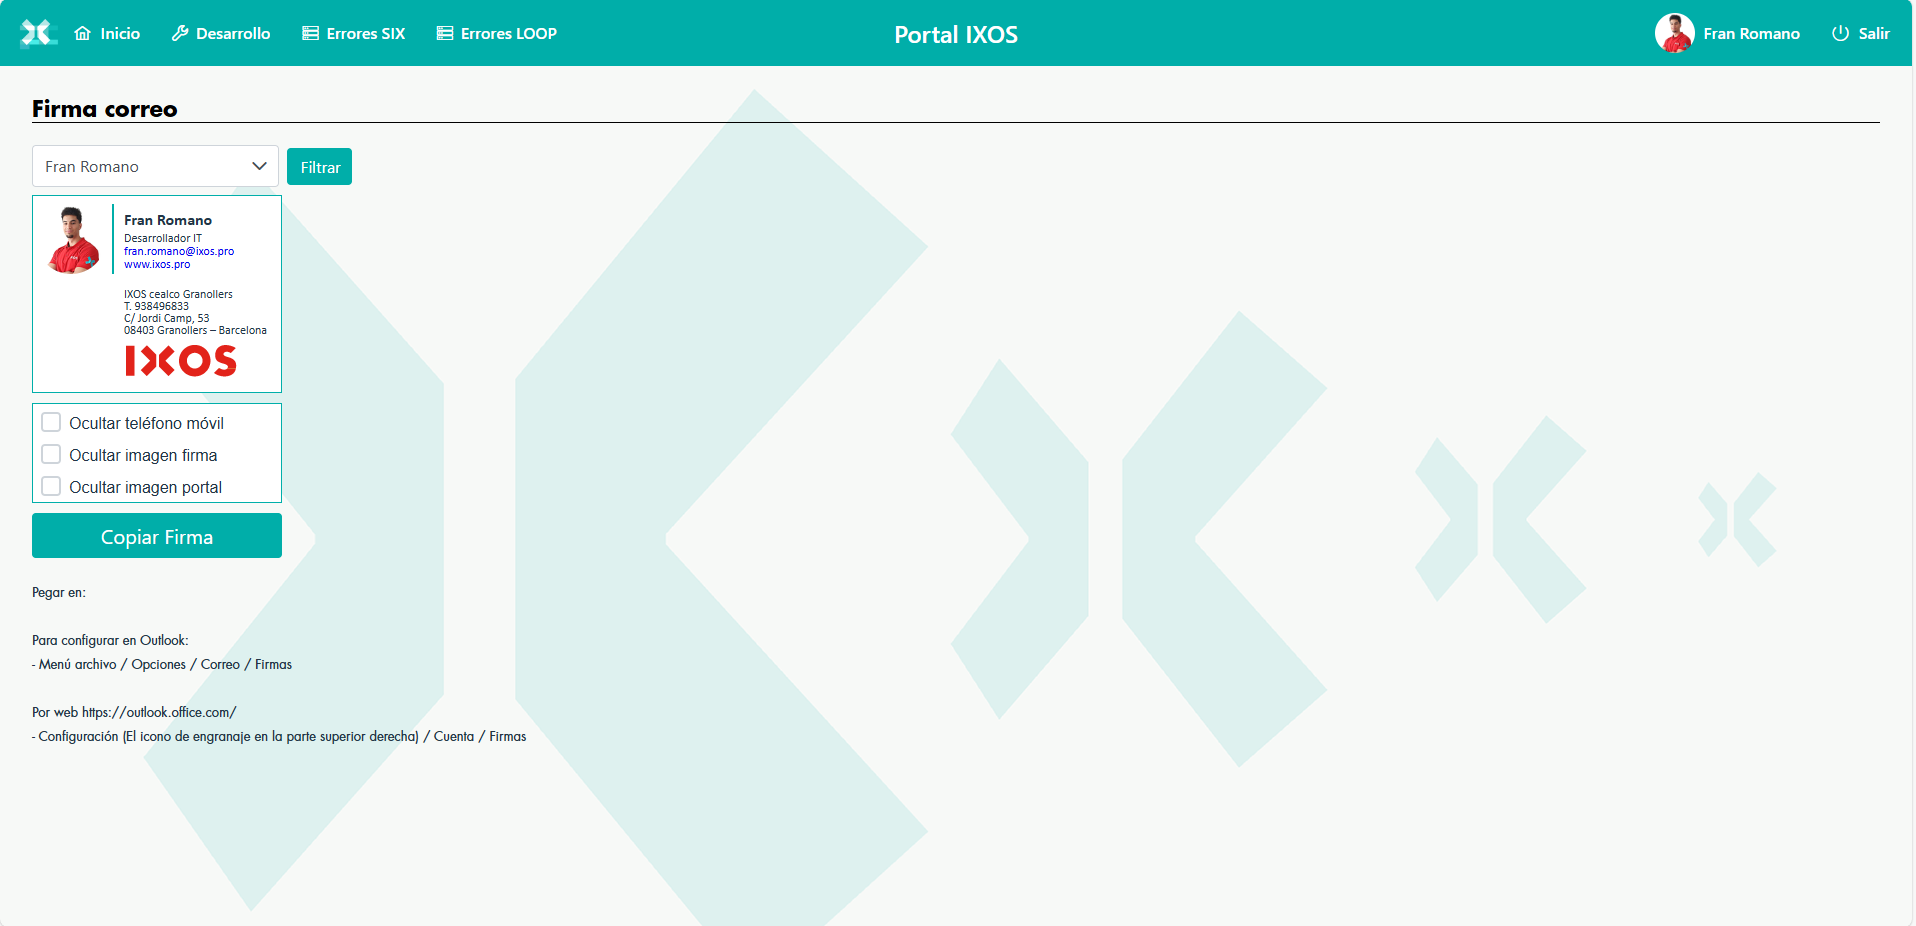 Inicio
Desarrollo
Errores SIX
Errores LOOP
Portal IXOS
Fran Romano
Salir
Firma correo
Fran Romano
Filtrar
Fran Romano
Desarrollador IT
fran.romano@ixos.pro
www.ixos.pro
IXOS cealco Granollers
T. 938496833
C/ Jordi Camp, 53
08403 Granollers – Barcelona
IXOS
Ocultar teléfono móvil
Ocultar imagen firma
Ocultar imagen portal
Copiar Firma
Pegar en:
Para configurar en Outlook:
- Menú archivo / Opciones / Correo / Firmas
Por web https://outlook.office.com/
- Configuración (El icono de engranaje en la parte superior derecha) / Cuenta / Firmas